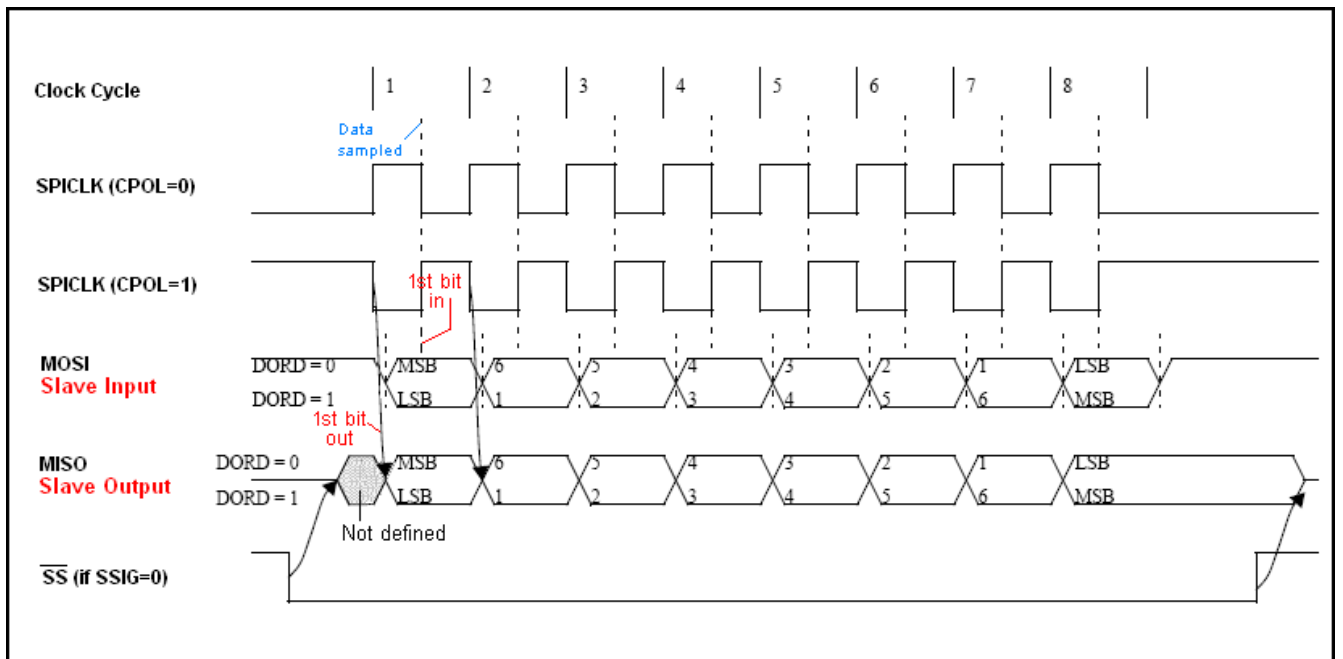 Clock Cycle 1 2 3 4 5 6 7 8
Data
sampled
SPICLK (CPOL=0)
SPICLK (CPOL=1)
1st bit
in
MOSI DORD = 0 MSB 6 5 4 3 2 1 LSB
Slave Input DORD = 1 LSB 1 2 3 4 5 6 MSB
1st bit
out
MISO DORD = 0 MSB 6 5 4 3 2 1 LSB
Slave Output DORD = 1 LSB 1 2 3 4 5 6 MSB
Not defined
SS (if SSIG=0)